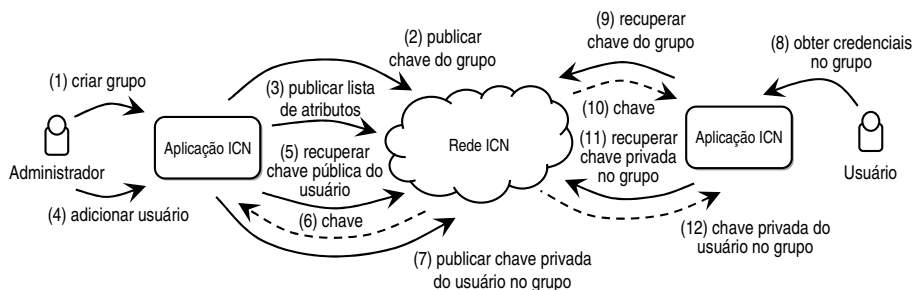 (1) criar grupo
Administrador
(4) adicionar usuário
Aplicação ICN
(2) publicar
chave do grupo
(3) publicar lista
de atributos
(5) recuperar
chave pública do
usuário
(6) chave
(7) publicar chave privada
do usuário no grupo
Rede ICN
(9) recuperar
chave do grupo
(10) chave
(11) recuperar
chave privada
no grupo
(12) chave privada do
usuário no grupo
Aplicação ICN
(8) obter credenciais
no grupo
Usuário